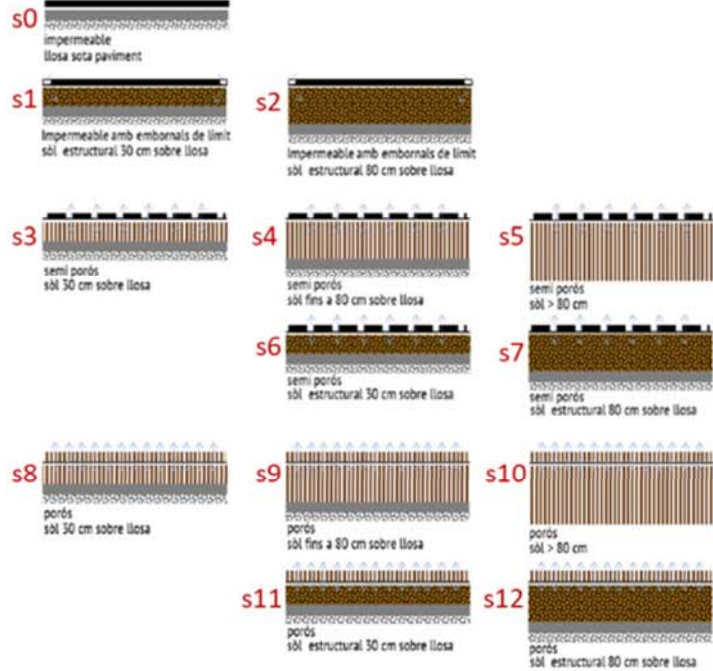 s0
impermeable
llosa sota paviment
s1
Impermeable amb embornals de límit
sòl estructural 30 cm sobre llosa
s2
Impermeable amb embornals de límit
sòl estructural 80 cm sobre llosa
s3
semi porós
sòl 30 cm sobre llosa
s4
semi porós
sòl fins a 80 cm sobre llosa
s5
semi porós
sòl > 80 cm
s6
semi porós
sòl estructural 30 cm sobre llosa
s7
semi porós
sòl estructural 80 cm sobre llosa
s8
porós
sòl 30 cm sobre llosa
s9
porós
sòl fins a 80 cm sobre llosa
s10
porós
sòl > 80 cm
s11
porós
sòl estructural 30 cm sobre llosa
s12
porós
sòl estructural 80 cm sobre llosa